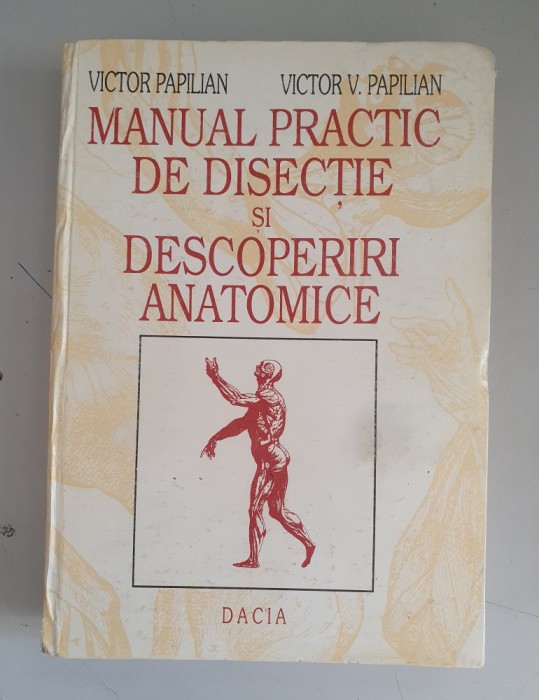 VICTOR PAPILIAN VICTOR V. PAPILIAN
MANUAL PRACTIC
DE DISECȚIE
ȘI
DESCOPERIRI
ANATOMICE
DACIA